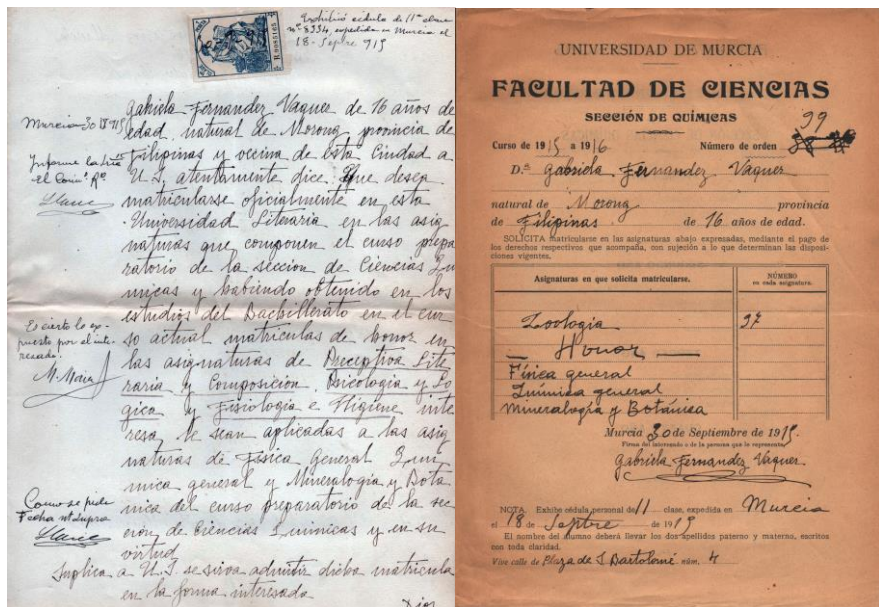 Exhibió cédula de 11ª clase
nº 8334, expedida en Murcia el
18 - Sepbre 915
R0085165
Murcia 30 IX 915
Informe la
el Comº Rº
Es cierto lo ex-
puesto por el inte-
resado.
M. Maza
Como se pide
Fecha ut supra
Gabriela Fernandez Vaquer de 16 años de
edad, natural de Morong provincia de
Filipinas y vecina de esta Ciudad a
U.S. atentamente dice: Que desea
matricularse oficialmente en esta
Universidad Literaria en las asig
naturas que componen el curso prepa
ratorio de la seccion de Ciencias Quí
micas y habiendo obtenido en los
estudios del Bachillerato en el cur
so actual matrículas de honor en
las asignaturas de Preceptiva Lite
raria y Composición, Psicología y Ló
gica y Fisiología e Higiene inte
resa le sean aplicadas a las asig
naturas de Física General Quí
mica general y Mineralogía y Botá
nica del curso preparatorio de la sec
ción de Ciencias Químicas y en su
virtud
Suplica a U.S. se sirva admitir dicha matrícula
en la forma interesada
Dios
UNIVERSIDAD DE MURCIA
FACULTAD DE CIENCIAS
SECCIÓN DE QUÍMICAS
99
Curso de 1915 a 1916 Número de orden
D.ª Gabriela Fernandez Vaquer
natural de Morong provincia
de Filipinas de 16 años de edad.
SOLICITA matricularse en las asignaturas abajo expresadas, mediante el pago de
los derechos respectivos que acompaña, con sujeción a lo que determinan las disposi-
ciones vigentes.
Asignaturas en que solicita matricularse. NÚMERO
en cada asignatura.
Zoología 37
Honor
Física general
Química general
Mineralogía y Botánica
Murcia 30 de Septiembre de 1915.
Firma del interesado o de la persona que le represente,
Gabriela Fernandez Vaquer
NOTA. Exhibe cédula personal de 11 clase, expedida en Murcia
el 18 de Sepbre de 1915
El nombre del alumno deberá llevar los dos apellidos paterno y materno, escritos
con toda claridad.
Vive calle de Plaza de S. Bartolomé núm. 4